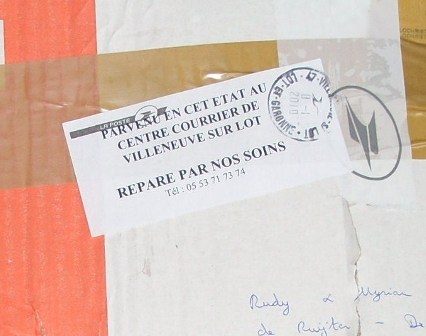 LA POSTE
PARVENU EN CET ETAT AU
CENTRE COURRIER DE
VILLENEUVE SUR LOT
REPARE PAR NOS SOINS
Tél : 05 53 71 73 74
Rudy & Myriam
de Ruijter - De